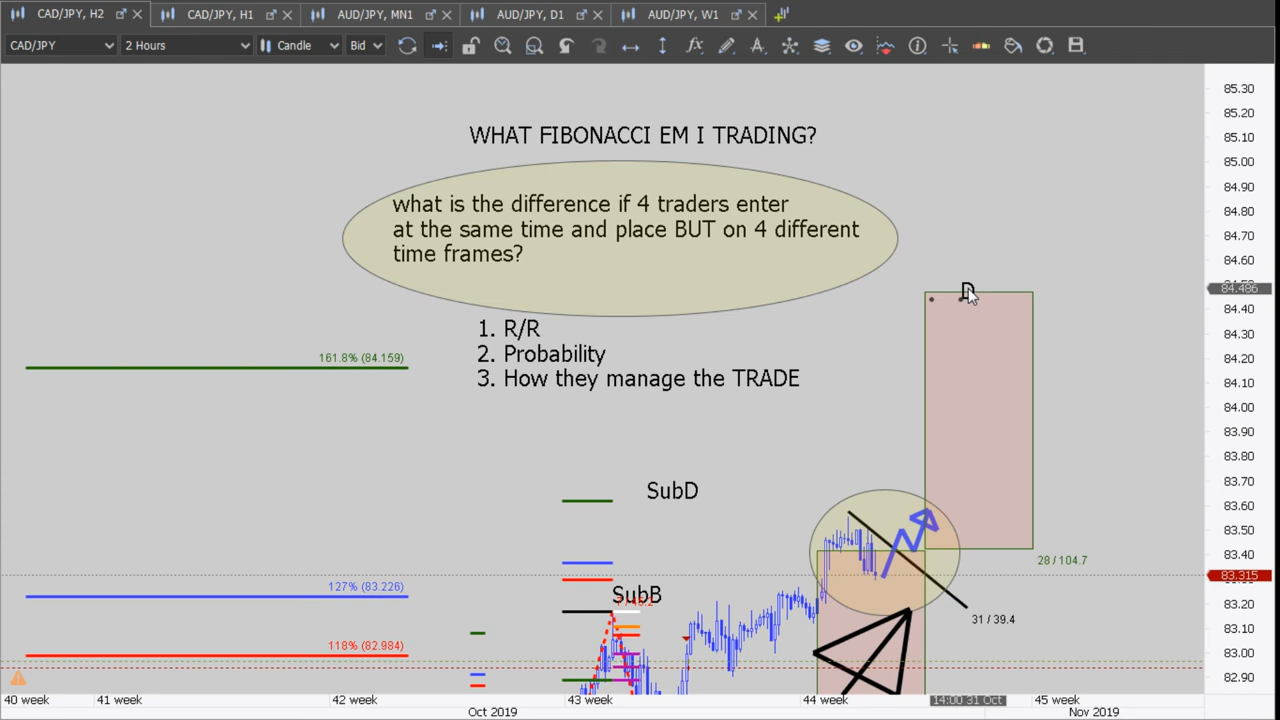 CAD/JPY, H2
CAD/JPY, H1
AUD/JPY, MN1
AUD/JPY, D1
AUD/JPY, W1
CAD/JPY
2 Hours
Candle
Bid
WHAT FIBONACCI EM I TRADING?
what is the difference if 4 traders enter
at the same time and place BUT on 4 different
time frames?
1. R/R
2. Probability
3. How they manage the TRADE
D
161.8% (84.159)
SubD
28 / 104.7
127% (83.226)
SubB
31 / 39.4
118% (82.984)
85.30
85.20
85.10
85.00
84.90
84.80
84.70
84.60
84.486
84.40
84.30
84.20
84.10
84.00
83.90
83.80
83.70
83.60
83.50
83.40
83.315
83.20
83.10
83.00
82.90
40 week
41 week
42 week
43 week
44 week
14:00 31 Oct
45 week
Oct 2019
Nov 2019